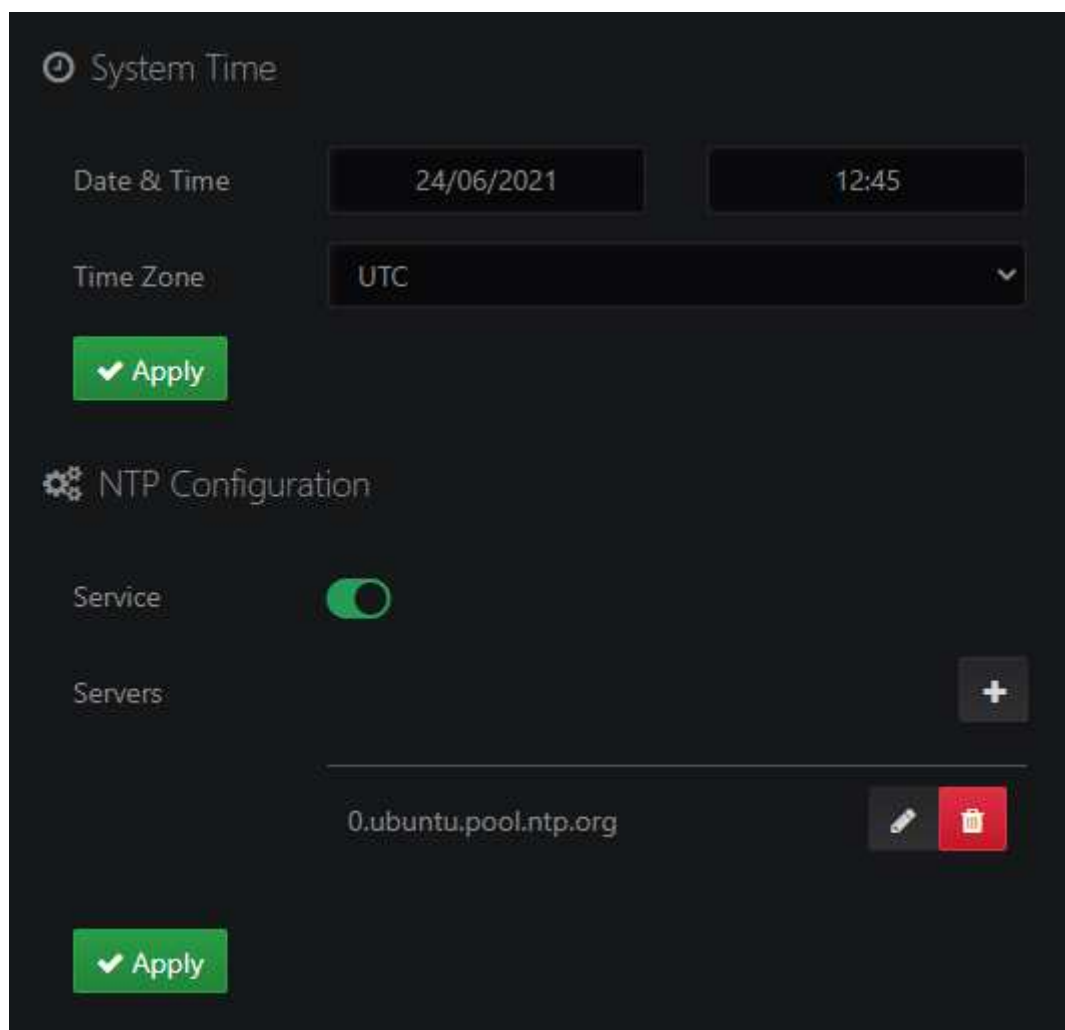 System Time
Date & Time 24/06/2021 12:45
Time Zone UTC
Apply
NTP Configuration
Service
Servers
0.ubuntu.pool.ntp.org
Apply